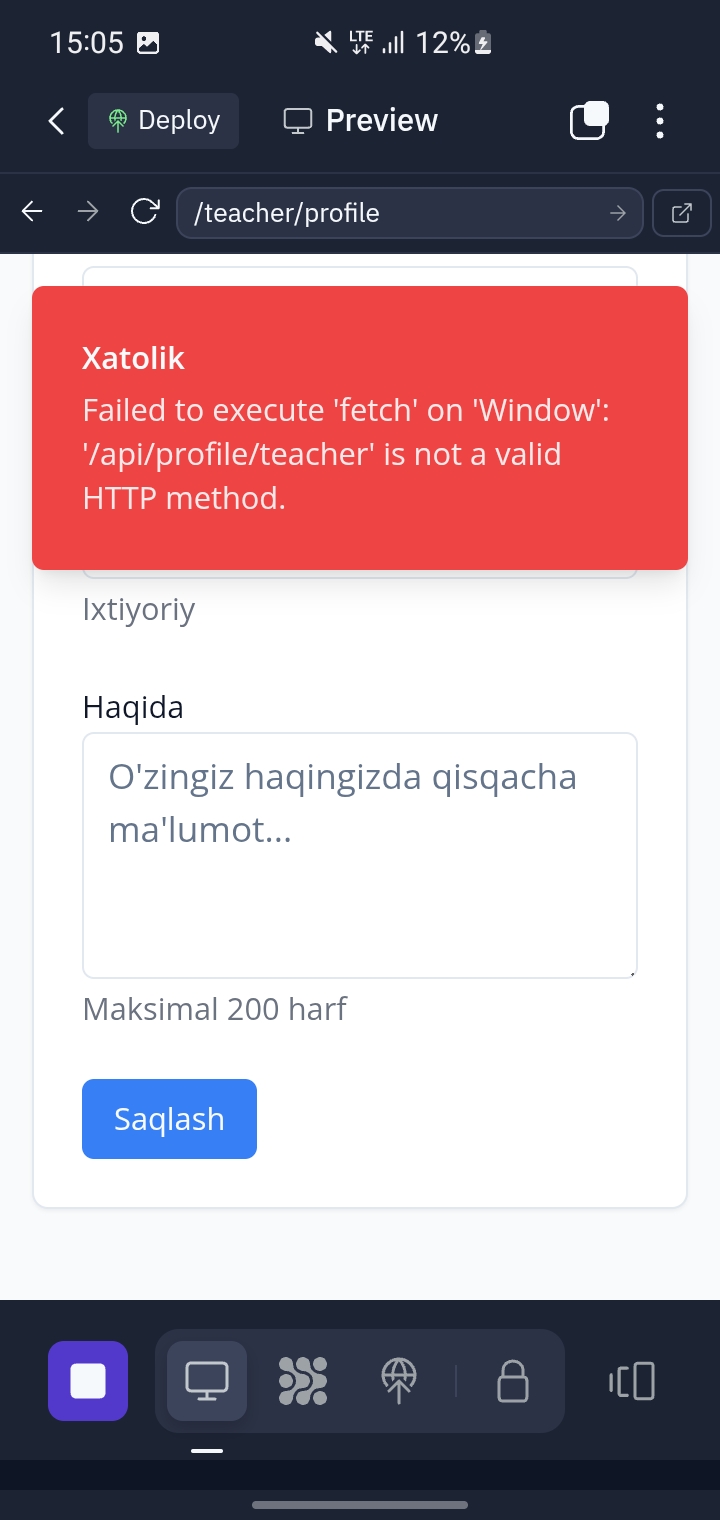 15:05 LTE 12%
Deploy Preview
/teacher/profile
Xatolik
Failed to execute 'fetch' on 'Window':
'/api/profile/teacher' is not a valid
HTTP method.
Ixtiyoriy
Haqida
O'zingiz haqingizda qisqacha
ma'lumot...
Maksimal 200 harf
Saqlash